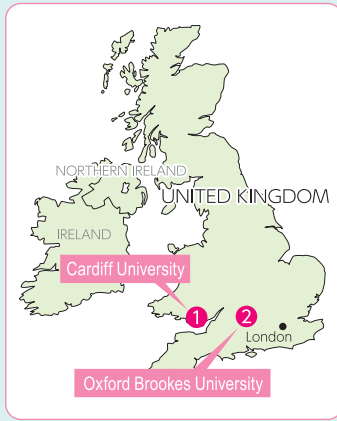 NORTHERN IRELAND
UNITED KINGDOM
IRELAND
Cardiff University
1
2
London
Oxford Brookes University